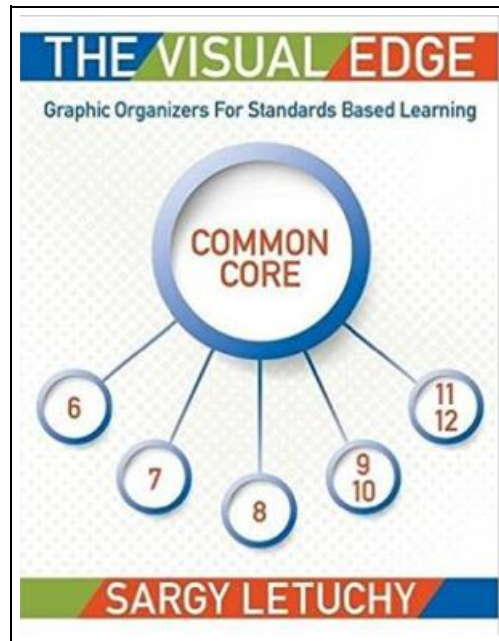 THE VISUAL EDGE
Graphic Organizers For Standards Based Learning
COMMON
CORE
6
7
8
9
10
11
12
SARGY LETUCHY